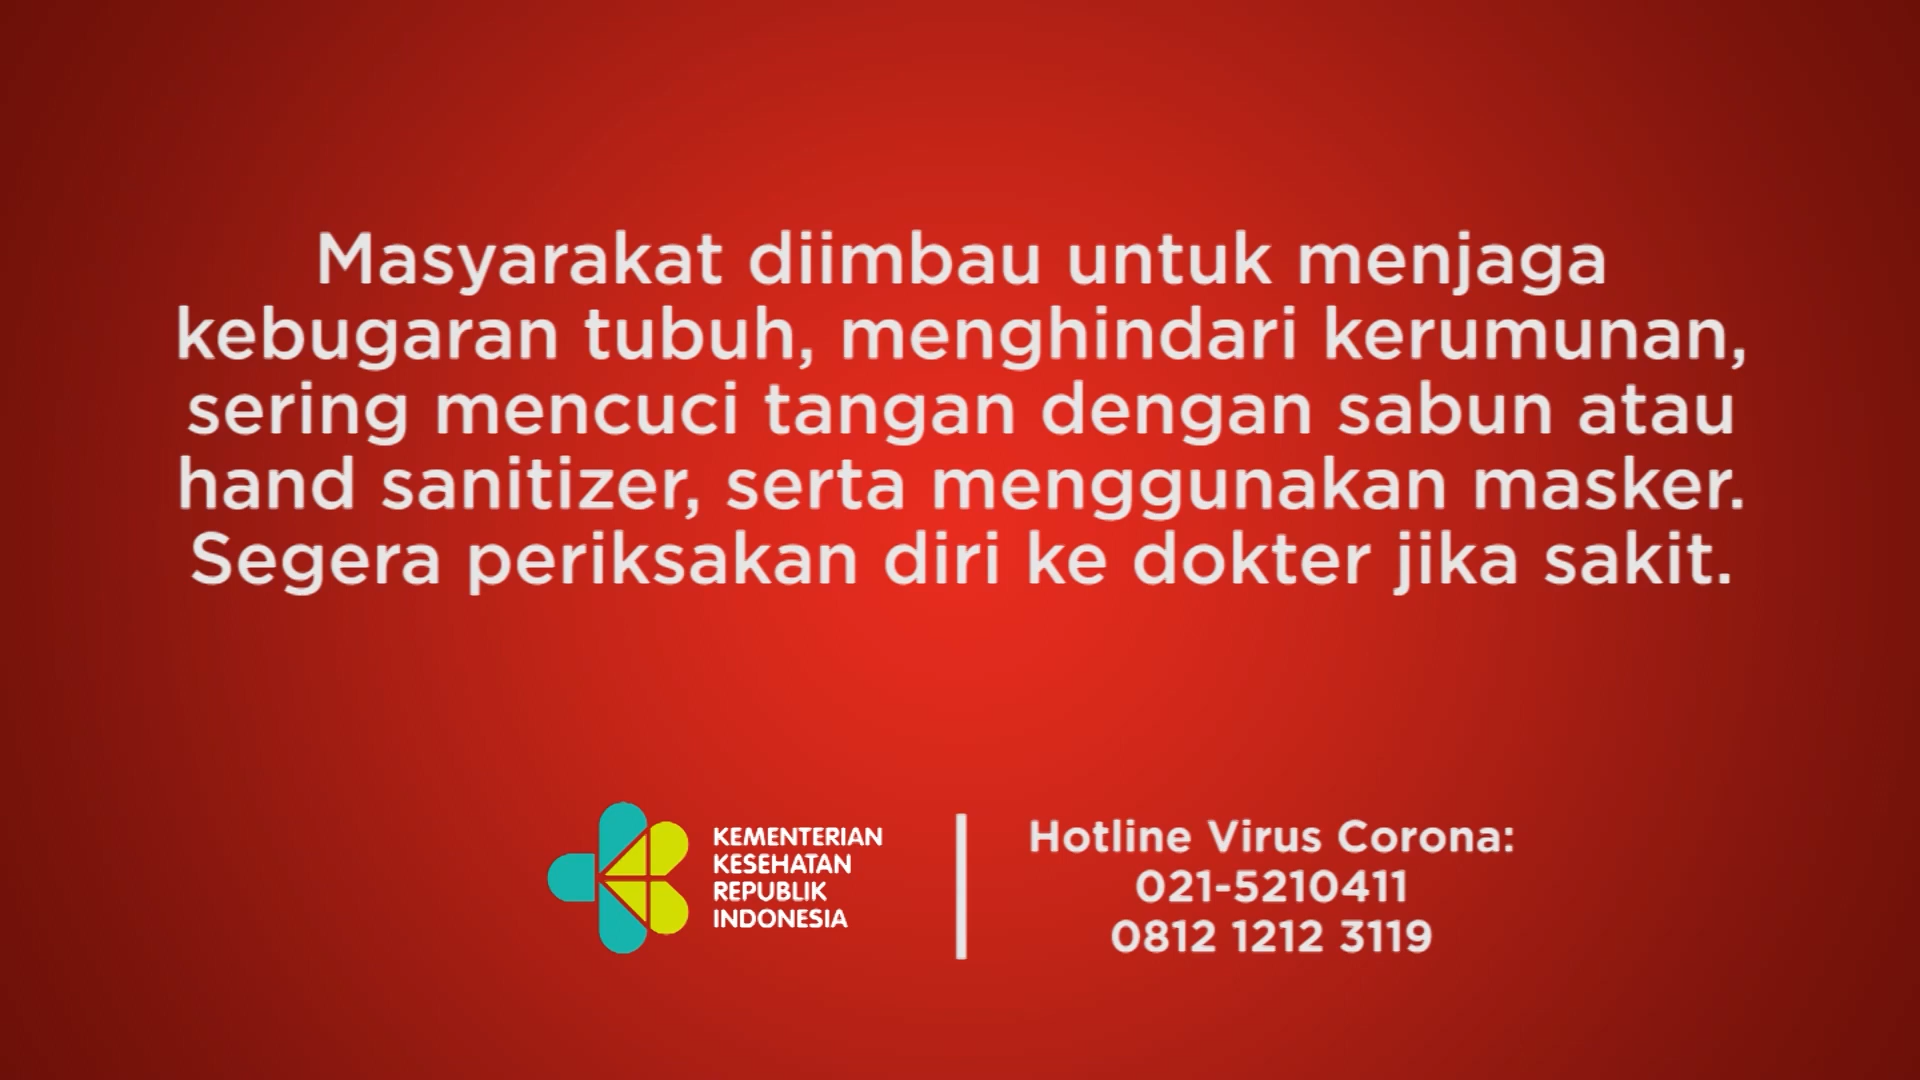 Masyarakat diimbau untuk menjaga
kebugaran tubuh, menghindari kerumunan,
sering mencuci tangan dengan sabun atau
hand sanitizer, serta menggunakan masker.
Segera periksakan diri ke dokter jika sakit.
KEMENTERIAN
KESEHATAN
REPUBLIK
INDONESIA
Hotline Virus Corona:
021-5210411
0812 1212 3119